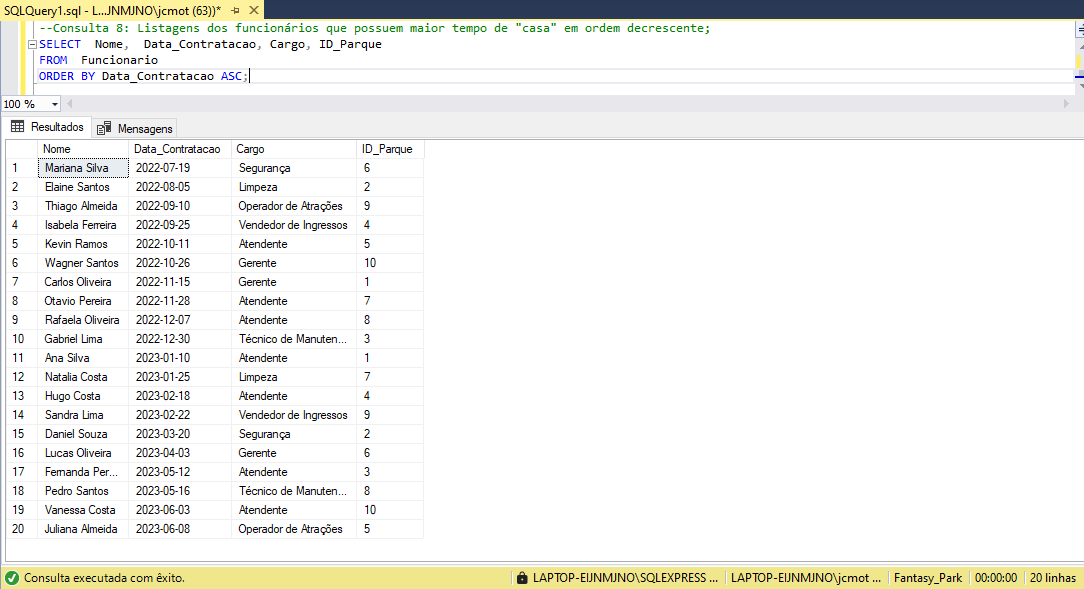 SQLQuery1.sql - L...JNMJNO\jcmot (63))*
--Consulta 8: Listagens dos funcionários que possuem maior tempo de "casa" em ordem decrescente;
SELECT Nome, Data_Contratacao, Cargo, ID_Parque
FROM Funcionario
ORDER BY Data_Contratacao ASC;
100 %
Resultados Mensagens
Nome Data_Contratacao Cargo ID_Parque
1 Mariana Silva 2022-07-19 Segurança 6
2 Elaine Santos 2022-08-05 Limpeza 2
3 Thiago Almeida 2022-09-10 Operador de Atrações 9
4 Isabela Ferreira 2022-09-25 Vendedor de Ingressos 4
5 Kevin Ramos 2022-10-11 Atendente 5
6 Wagner Santos 2022-10-26 Gerente 10
7 Carlos Oliveira 2022-11-15 Gerente 1
8 Otavio Pereira 2022-11-28 Atendente 7
9 Rafaela Oliveira 2022-12-07 Atendente 8
10 Gabriel Lima 2022-12-30 Técnico de Manuten... 3
11 Ana Silva 2023-01-10 Atendente 1
12 Natalia Costa 2023-01-25 Limpeza 7
13 Hugo Costa 2023-02-18 Atendente 4
14 Sandra Lima 2023-02-22 Vendedor de Ingressos 9
15 Daniel Souza 2023-03-20 Segurança 2
16 Lucas Oliveira 2023-04-03 Gerente 6
17 Fernanda Per... 2023-05-12 Atendente 3
18 Pedro Santos 2023-05-16 Técnico de Manuten... 8
19 Vanessa Costa 2023-06-03 Atendente 10
20 Juliana Almeida 2023-06-08 Operador de Atrações 5
Consulta executada com êxito. LAPTOP-EIJNMJNO\SQLEXPRESS ... LAPTOP-EIJNMJNO\jcmot ... Fantasy_Park 00:00:00 20 linhas